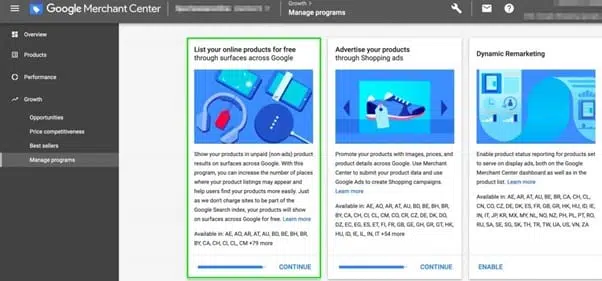 Google Merchant Center
Growth >
Manage programs
Overview
Products
Performance
Growth
Opportunities
Price competitiveness
Best sellers
Manage programs
List your online products for free
through surfaces across Google
Show your products in unpaid (non-ads) product
results on surfaces across Google. With this
program, you can increase the number of places
where your product listings may appear and
help users find your products more easily. Just
as we don't charge sites to be part of the
Google Search index, your products will show
on surfaces across Google for free. Learn more
Available in: AE, AO, AR, AT, AU, BD, BE, BH, BR,
BY, CA, CH, CI, CL, CM +79 more
CONTINUE
Advertise your products
through Shopping ads
Promote your products with images, prices, and
product details across Google. Use Merchant
Center to submit your product data and use
Google Ads to create Shopping campaigns.
Learn more
Available in: AE, AO, AR, AT, AU, BD, BE, BH, BR,
BY, CA, CH, CI, CL, CM, CO, CR, CZ, DE, DK, DO,
DZ, EC, EG, ES, ET, FI, FR, GB, GE, GH, GR, GT, HK,
HU, ID, IE, IL, IN, IT +54 more
CONTINUE
Dynamic Remarketing
Enable product status reporting for products set
to serve on display ads, both on the Google
Merchant Center dashboard as well as in the
product list. Learn more
Available in: AE, AR, AT, AU, BE, BR, CA, CH, CL,
CN, CO, CZ, DE, DK, ES, FR, GB, GR, HK, HU, ID, IE,
IN, IT, JP, KR, MX, MY, NL, NO, NZ, PH, PL, PT, RO,
RU, SA, SE, SG, SK, TH, TR, TW, UA, US, VN, ZA
ENABLE